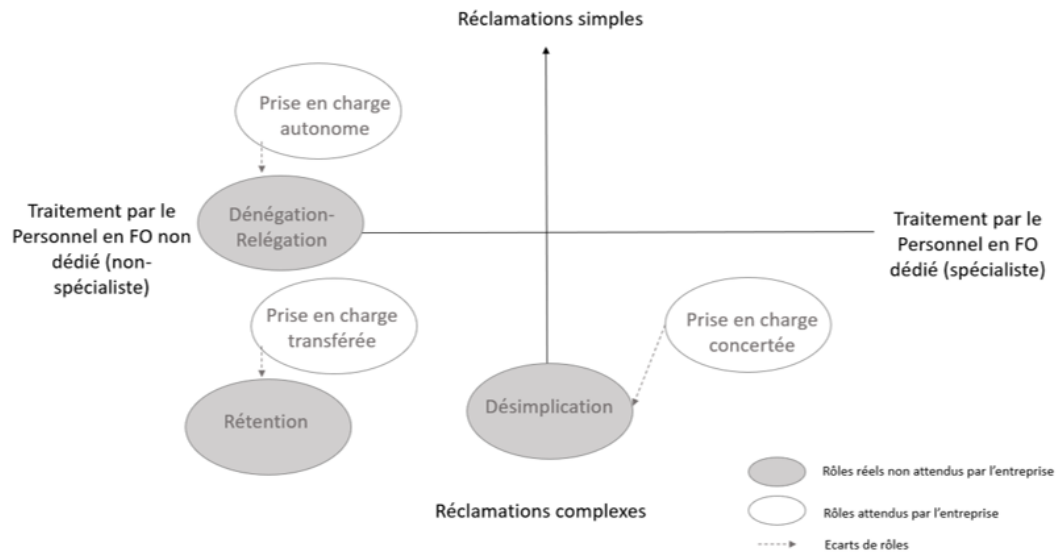 Réclamations simples
Prise en charge
autonome
Traitement par le
Personnel en FO non
dédié (non-
spécialiste)
Dénégation-
Relégation
Traitement par le
Personnel en FO
dédié (spécialiste)
Prise en charge
transférée
Prise en charge
concertée
Rétention
Désimplication
Réclamations complexes
Rôles réels non attendus par l'entreprise
Rôles attendus par l'entreprise
Ecarts de rôles